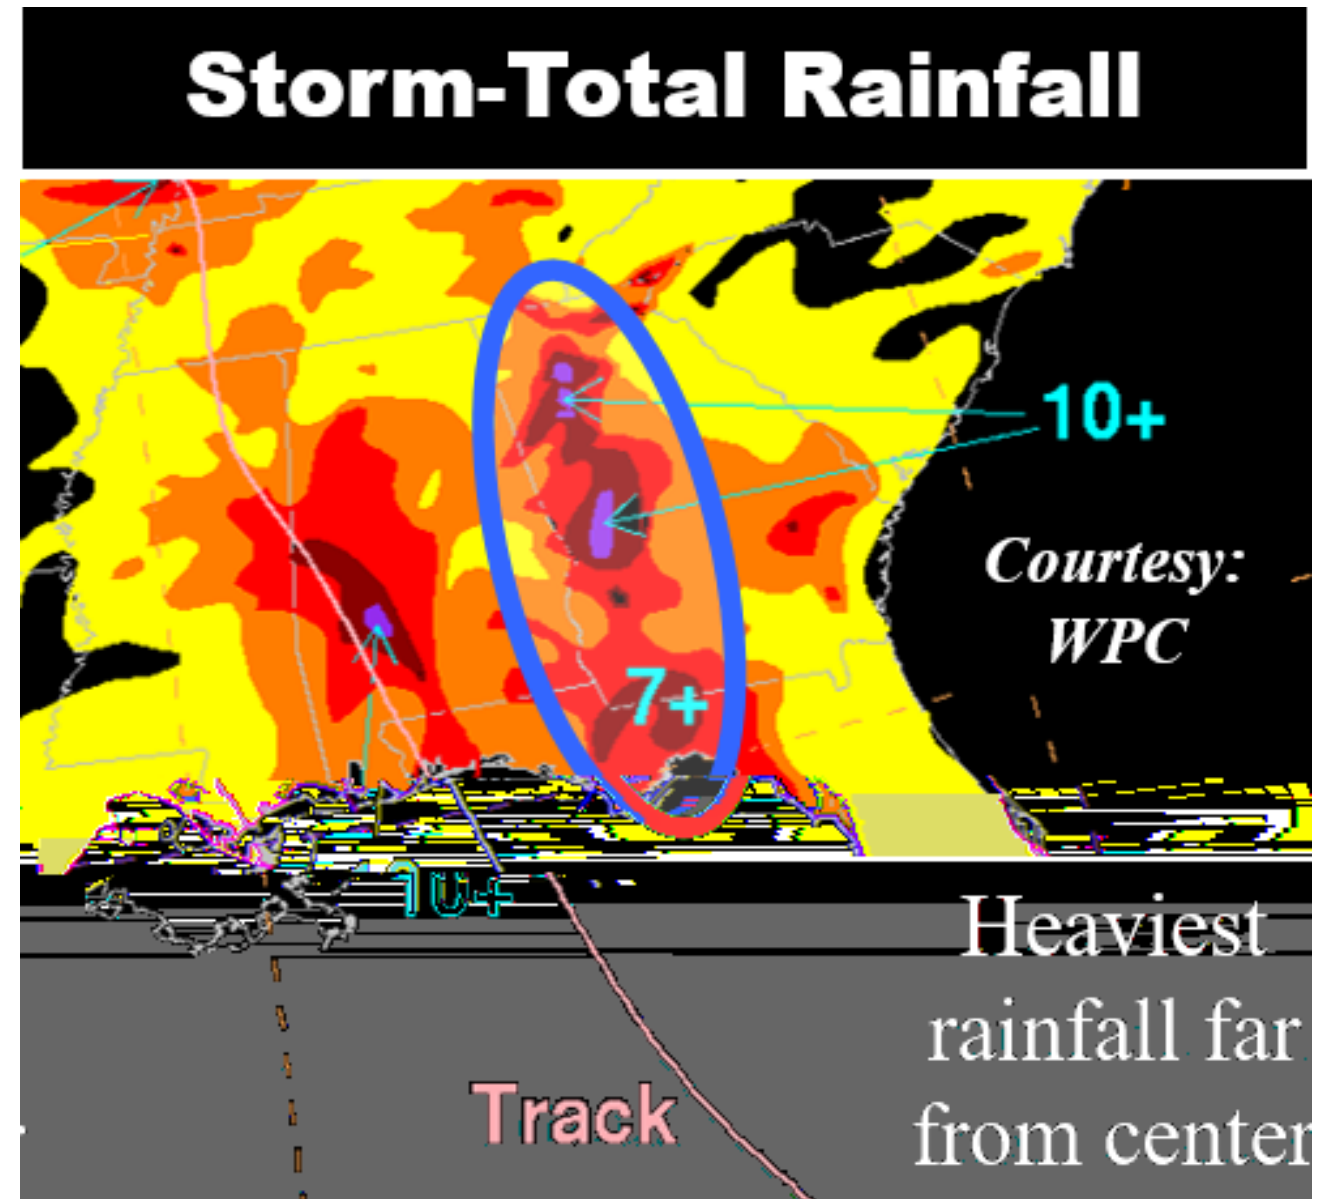 Storm-Total Rainfall
10+
Courtesy:
WPC
7+
10+
Heaviest
rainfall far
from center
Track